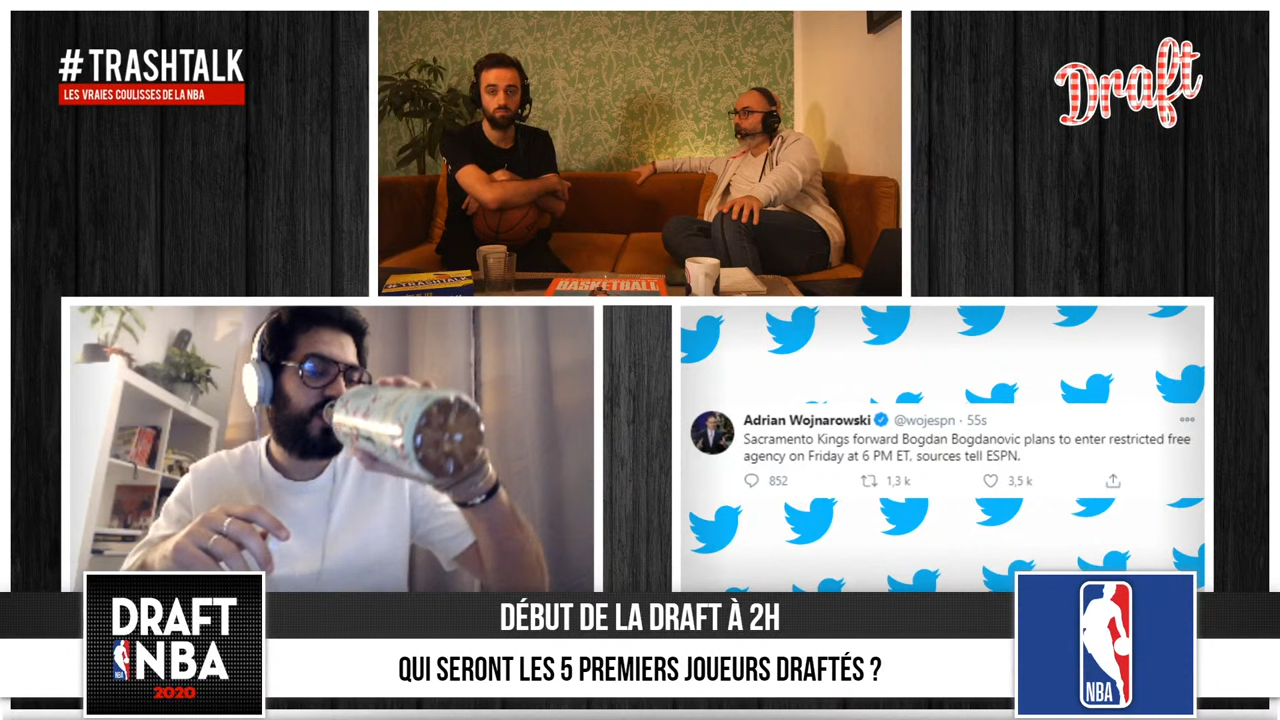 #TRASHTALK
LES VRAIES COULISSES DE LA NBA
Draft
#TRASHTALK
BASKETBALL
Adrian Wojnarowski @wojespn · 55s
Sacramento Kings forward Bogdan Bogdanovic plans to enter restricted free
agency on Friday at 6 PM ET, sources tell ESPN.
852 1,3 k 3,5 k
DRAFT
NBA
2020
DÉBUT DE LA DRAFT À 2H
QUI SERONT LES 5 PREMIERS JOUEURS DRAFTÉS ?
NBA